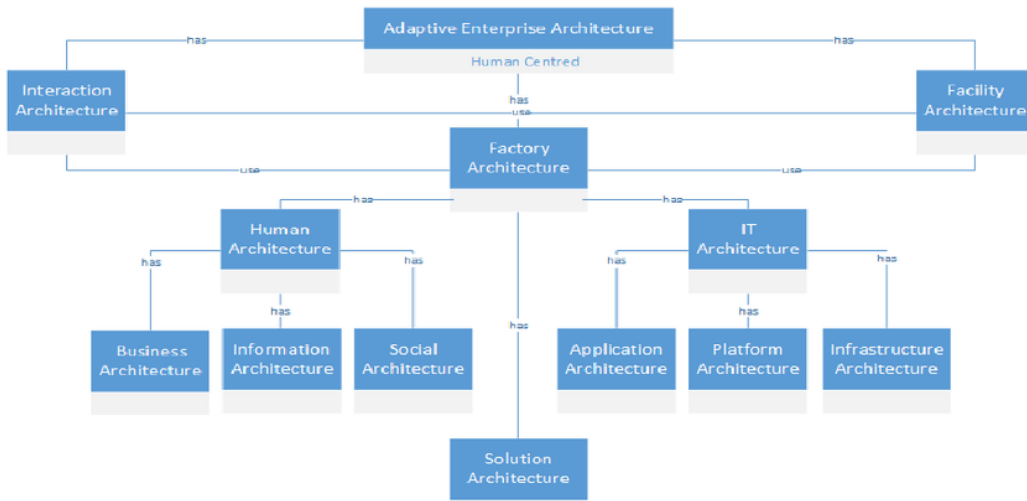 Adaptive Enterprise Architecture
Human Centred
has
has
Interaction
Architecture
has
use
Facility
Architecture
Factory
Architecture
use
use
has
has
Human
Architecture
IT
Architecture
has
has
has
has
has
has
has
Business
Architecture
Information
Architecture
Social
Architecture
Application
Architecture
Platform
Architecture
Infrastructure
Architecture
Solution
Architecture